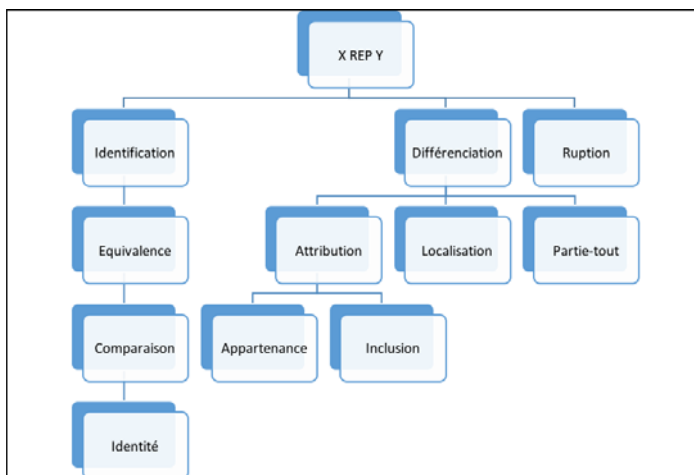 X REP Y
Identification
Différenciation
Ruption
Equivalence
Attribution
Localisation
Partie-tout
Comparaison
Appartenance
Inclusion
Identité